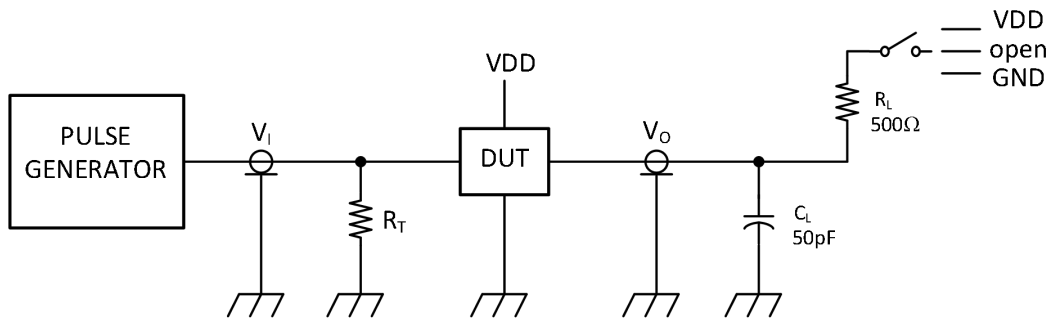 PULSE
GENERATOR
V_I
R_T
VDD
DUT
V_O
C_L
50pF
R_L
500Ω
VDD
open
GND